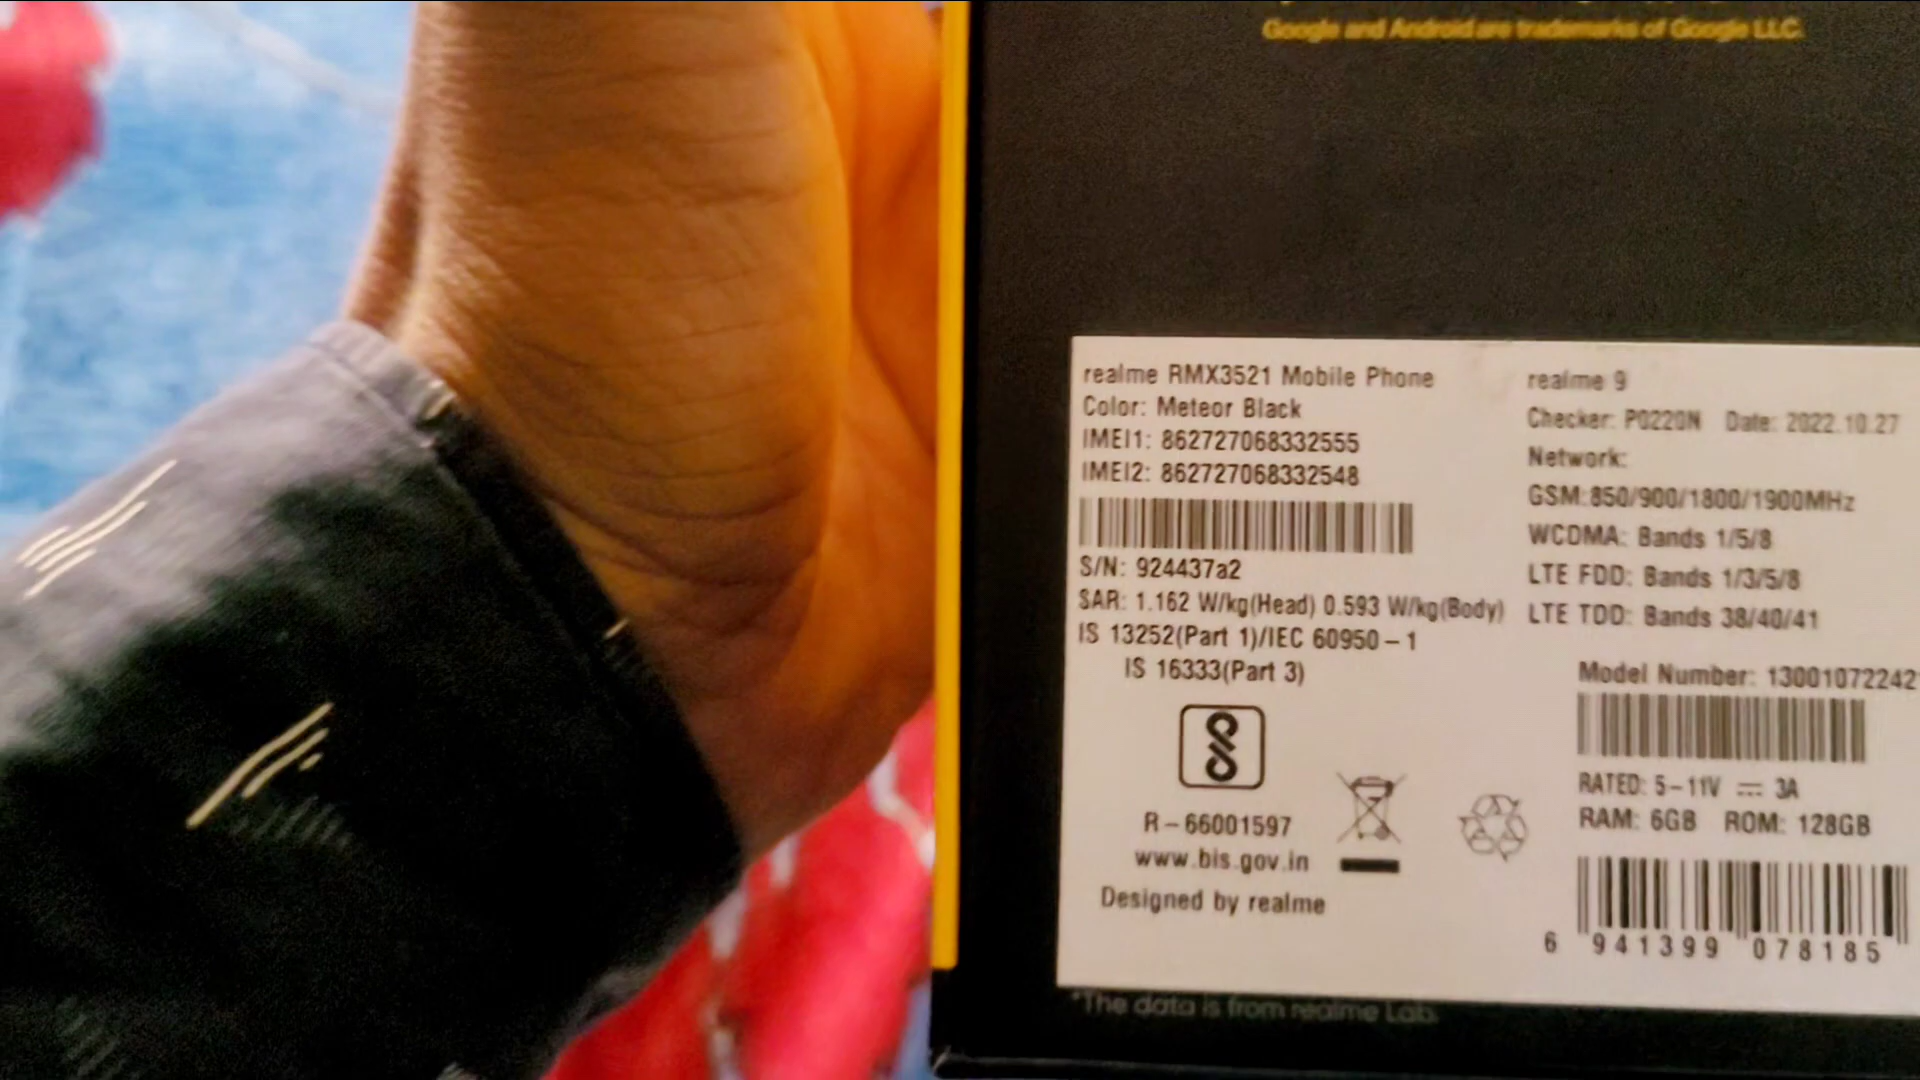 Google and Android are trademarks of Google LLC.
realme RMX3521 Mobile Phone
Color: Meteor Black
IMEI1: 862727068332555
IMEI2: 862727068332548
S/N: 924437a2
SAR: 1.162 W/kg(Head) 0.593 W/kg(Body)
IS 13252(Part 1)/IEC 60950-1
IS 16333(Part 3)
R-66001597
www.bis.gov.in
Designed by realme
realme 9
Checker: P0220N Date: 2022.10.27
Network:
GSM:850/900/1800/1900MHz
WCDMA: Bands 1/5/8
LTE FDD: Bands 1/3/5/8
LTE TDD: Bands 38/40/41
Model Number: 13001072242
RATED: 5-11V 3A
RAM: 6GB ROM: 128GB
6 941399 078185
*The data is from realme Lab.